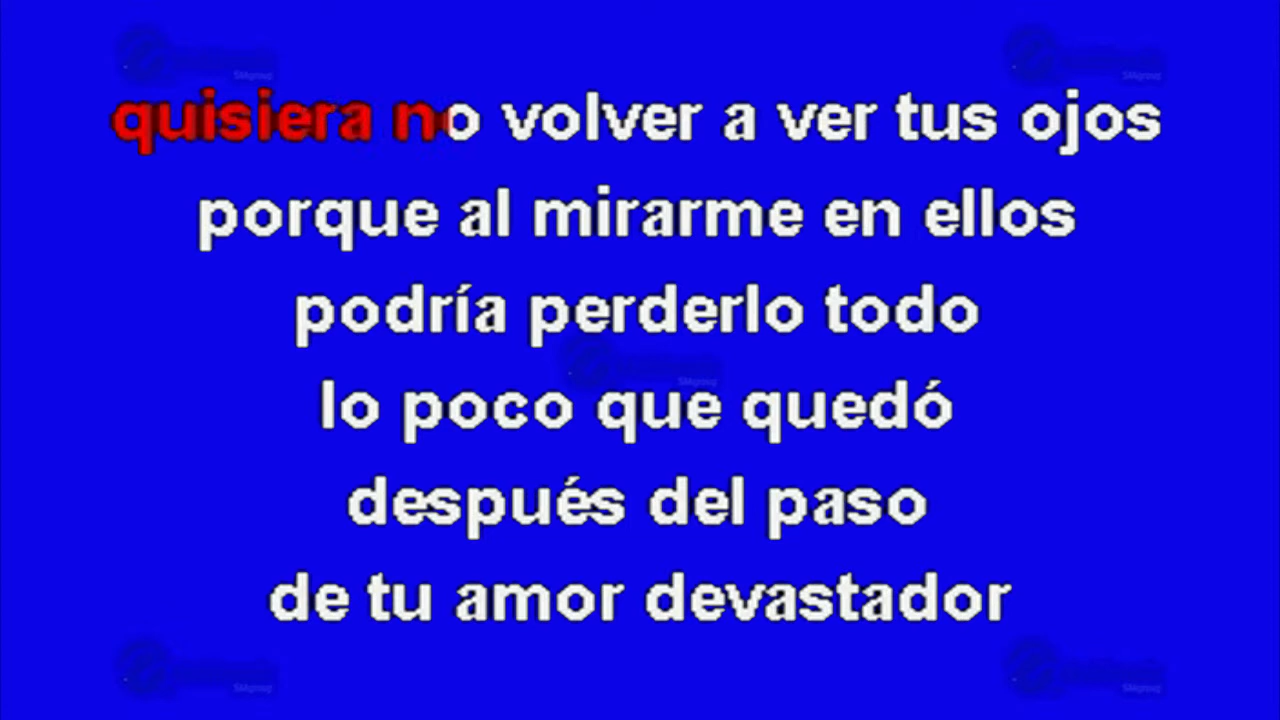 quisiera no volver a ver tus ojos
porque al mirarme en ellos
podría perderlo todo
lo poco que quedó
después del paso
de tu amor devastador